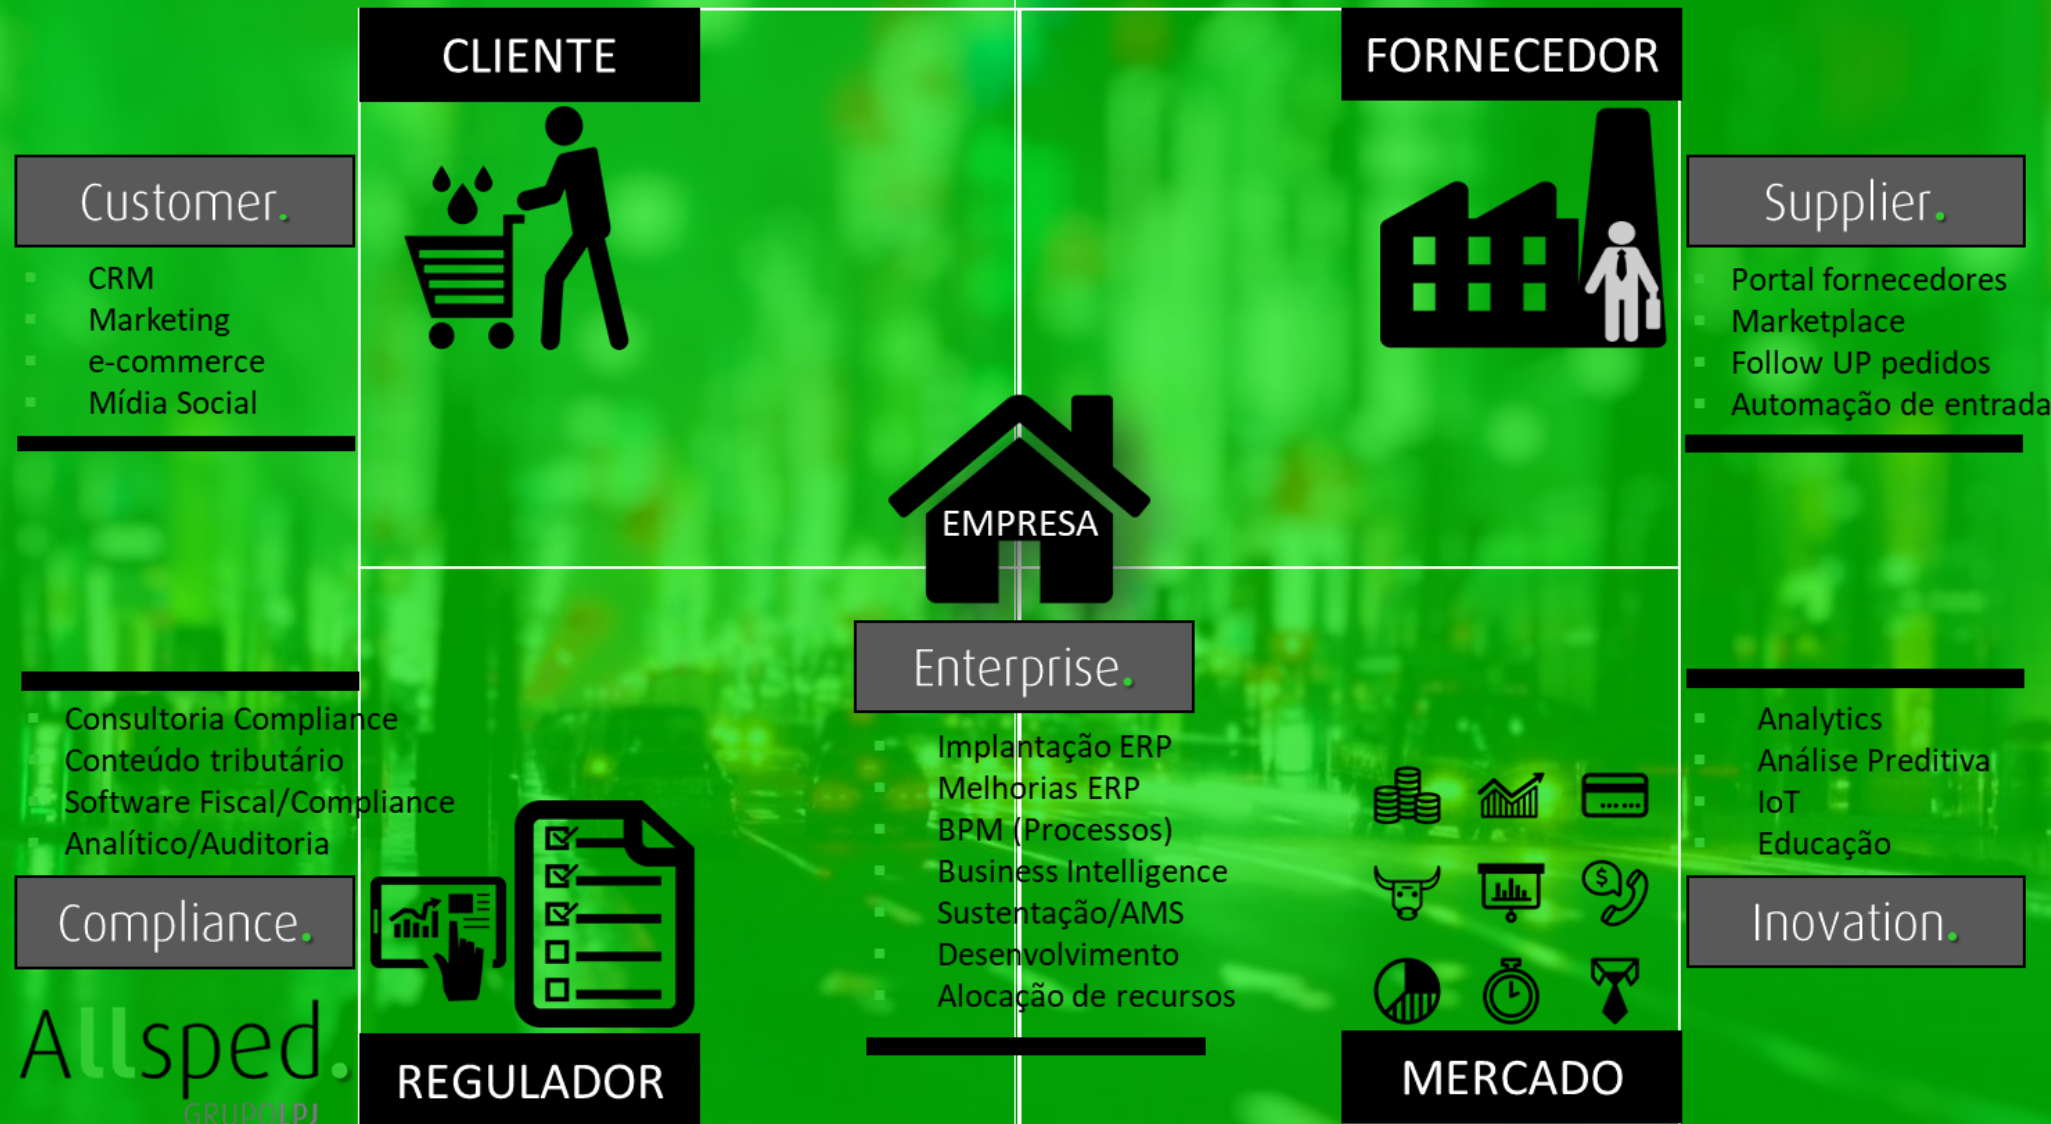 CLIENTE
FORNECEDOR
Customer.
CRM
Marketing
e-commerce
Mídia Social
Supplier.
Portal fornecedores
Marketplace
Follow UP pedidos
Automação de entrada
EMPRESA
Enterprise.
Implantação ERP
Melhorias ERP
BPM (Processos)
Business Intelligence
Sustentação/AMS
Desenvolvimento
Alocação de recursos
Consultoria Compliance
Conteúdo tributário
Software Fiscal/Compliance
Analítico/Auditoria
Compliance.
Analytics
Análise Preditiva
IoT
Educação
Inovation.
Allsped.
GRUPOLPJ
REGULADOR
MERCADO